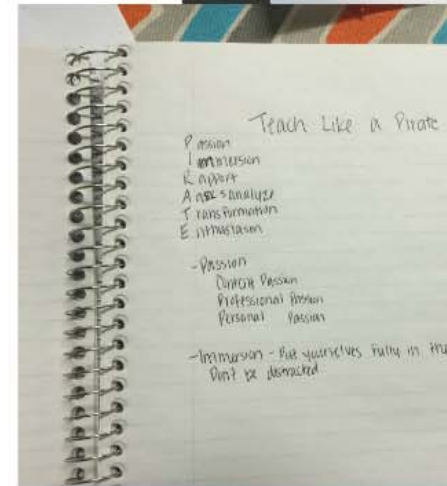 Teach Like a Pirate
Passion
Immersion
Rapport
Ask & analyze
Transformation
Enthusiasm
- Passion
Content Passion
Professional Passion
Personal Passion
- Immersion - Put yourselves fully in
Don't be distracted